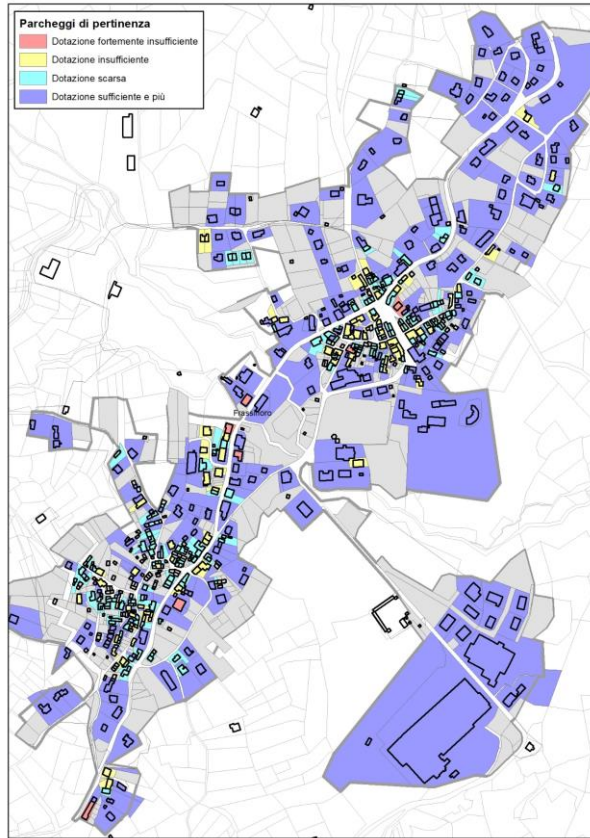 Parcheggi di pertinenza
Dotazione fortemente insufficiente
Dotazione insufficiente
Dotazione scarsa
Dotazione sufficiente e più
Frassinoro